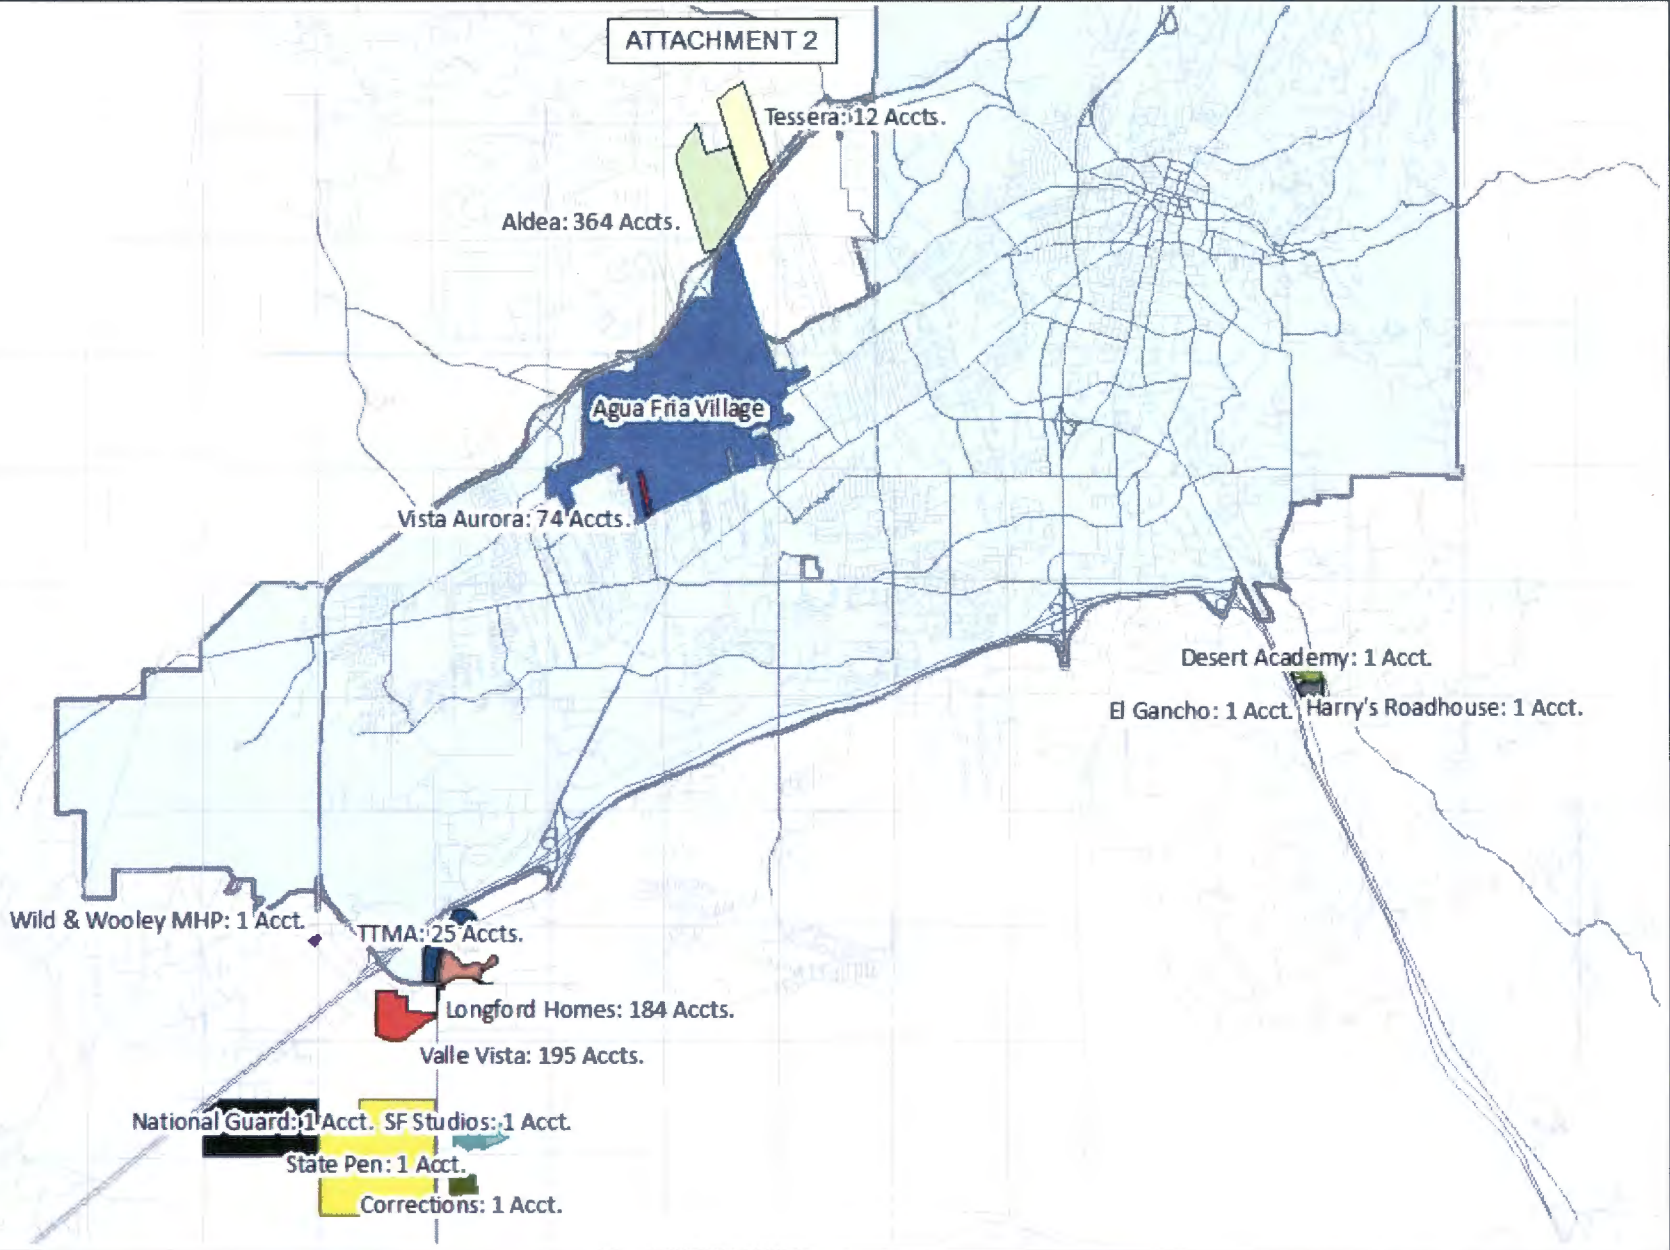 ATTACHMENT 2
Tessera: 12 Accts.
Aldea: 364 Accts.
Agua Fria Village
Vista Aurora: 74 Accts.
Desert Academy: 1 Acct.
El Gancho: 1 Acct.
Harry's Roadhouse: 1 Acct.
Wild & Wooley MHP: 1 Acct.
TTMA: 25 Accts.
Longford Homes: 184 Accts.
Valle Vista: 195 Accts.
National Guard: 1 Acct.
SF Studios: 1 Acct.
State Pen: 1 Acct.
Corrections: 1 Acct.